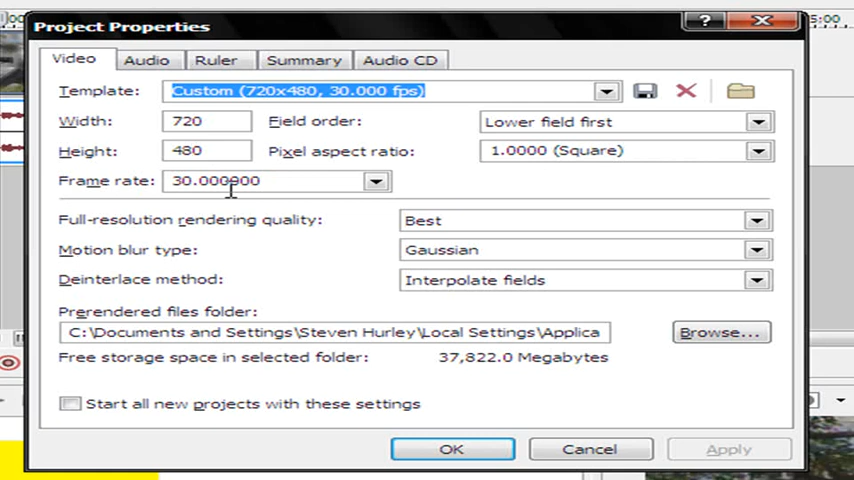 Project Properties
?
Video Audio Ruler Summary Audio CD
Template: Custom (720x480, 30.000 fps)
Width: 720 Field order: Lower field first
Height: 480 Pixel aspect ratio: 1.0000 (Square)
Frame rate: 30.000000
Full-resolution rendering quality: Best
Motion blur type: Gaussian
Deinterlace method: Interpolate fields
Prerendered files folder:
C:\Documents and Settings\Steven Hurley\Local Settings\Applica Browse...
Free storage space in selected folder: 37,822.0 Megabytes
Start all new projects with these settings
OK Cancel Apply